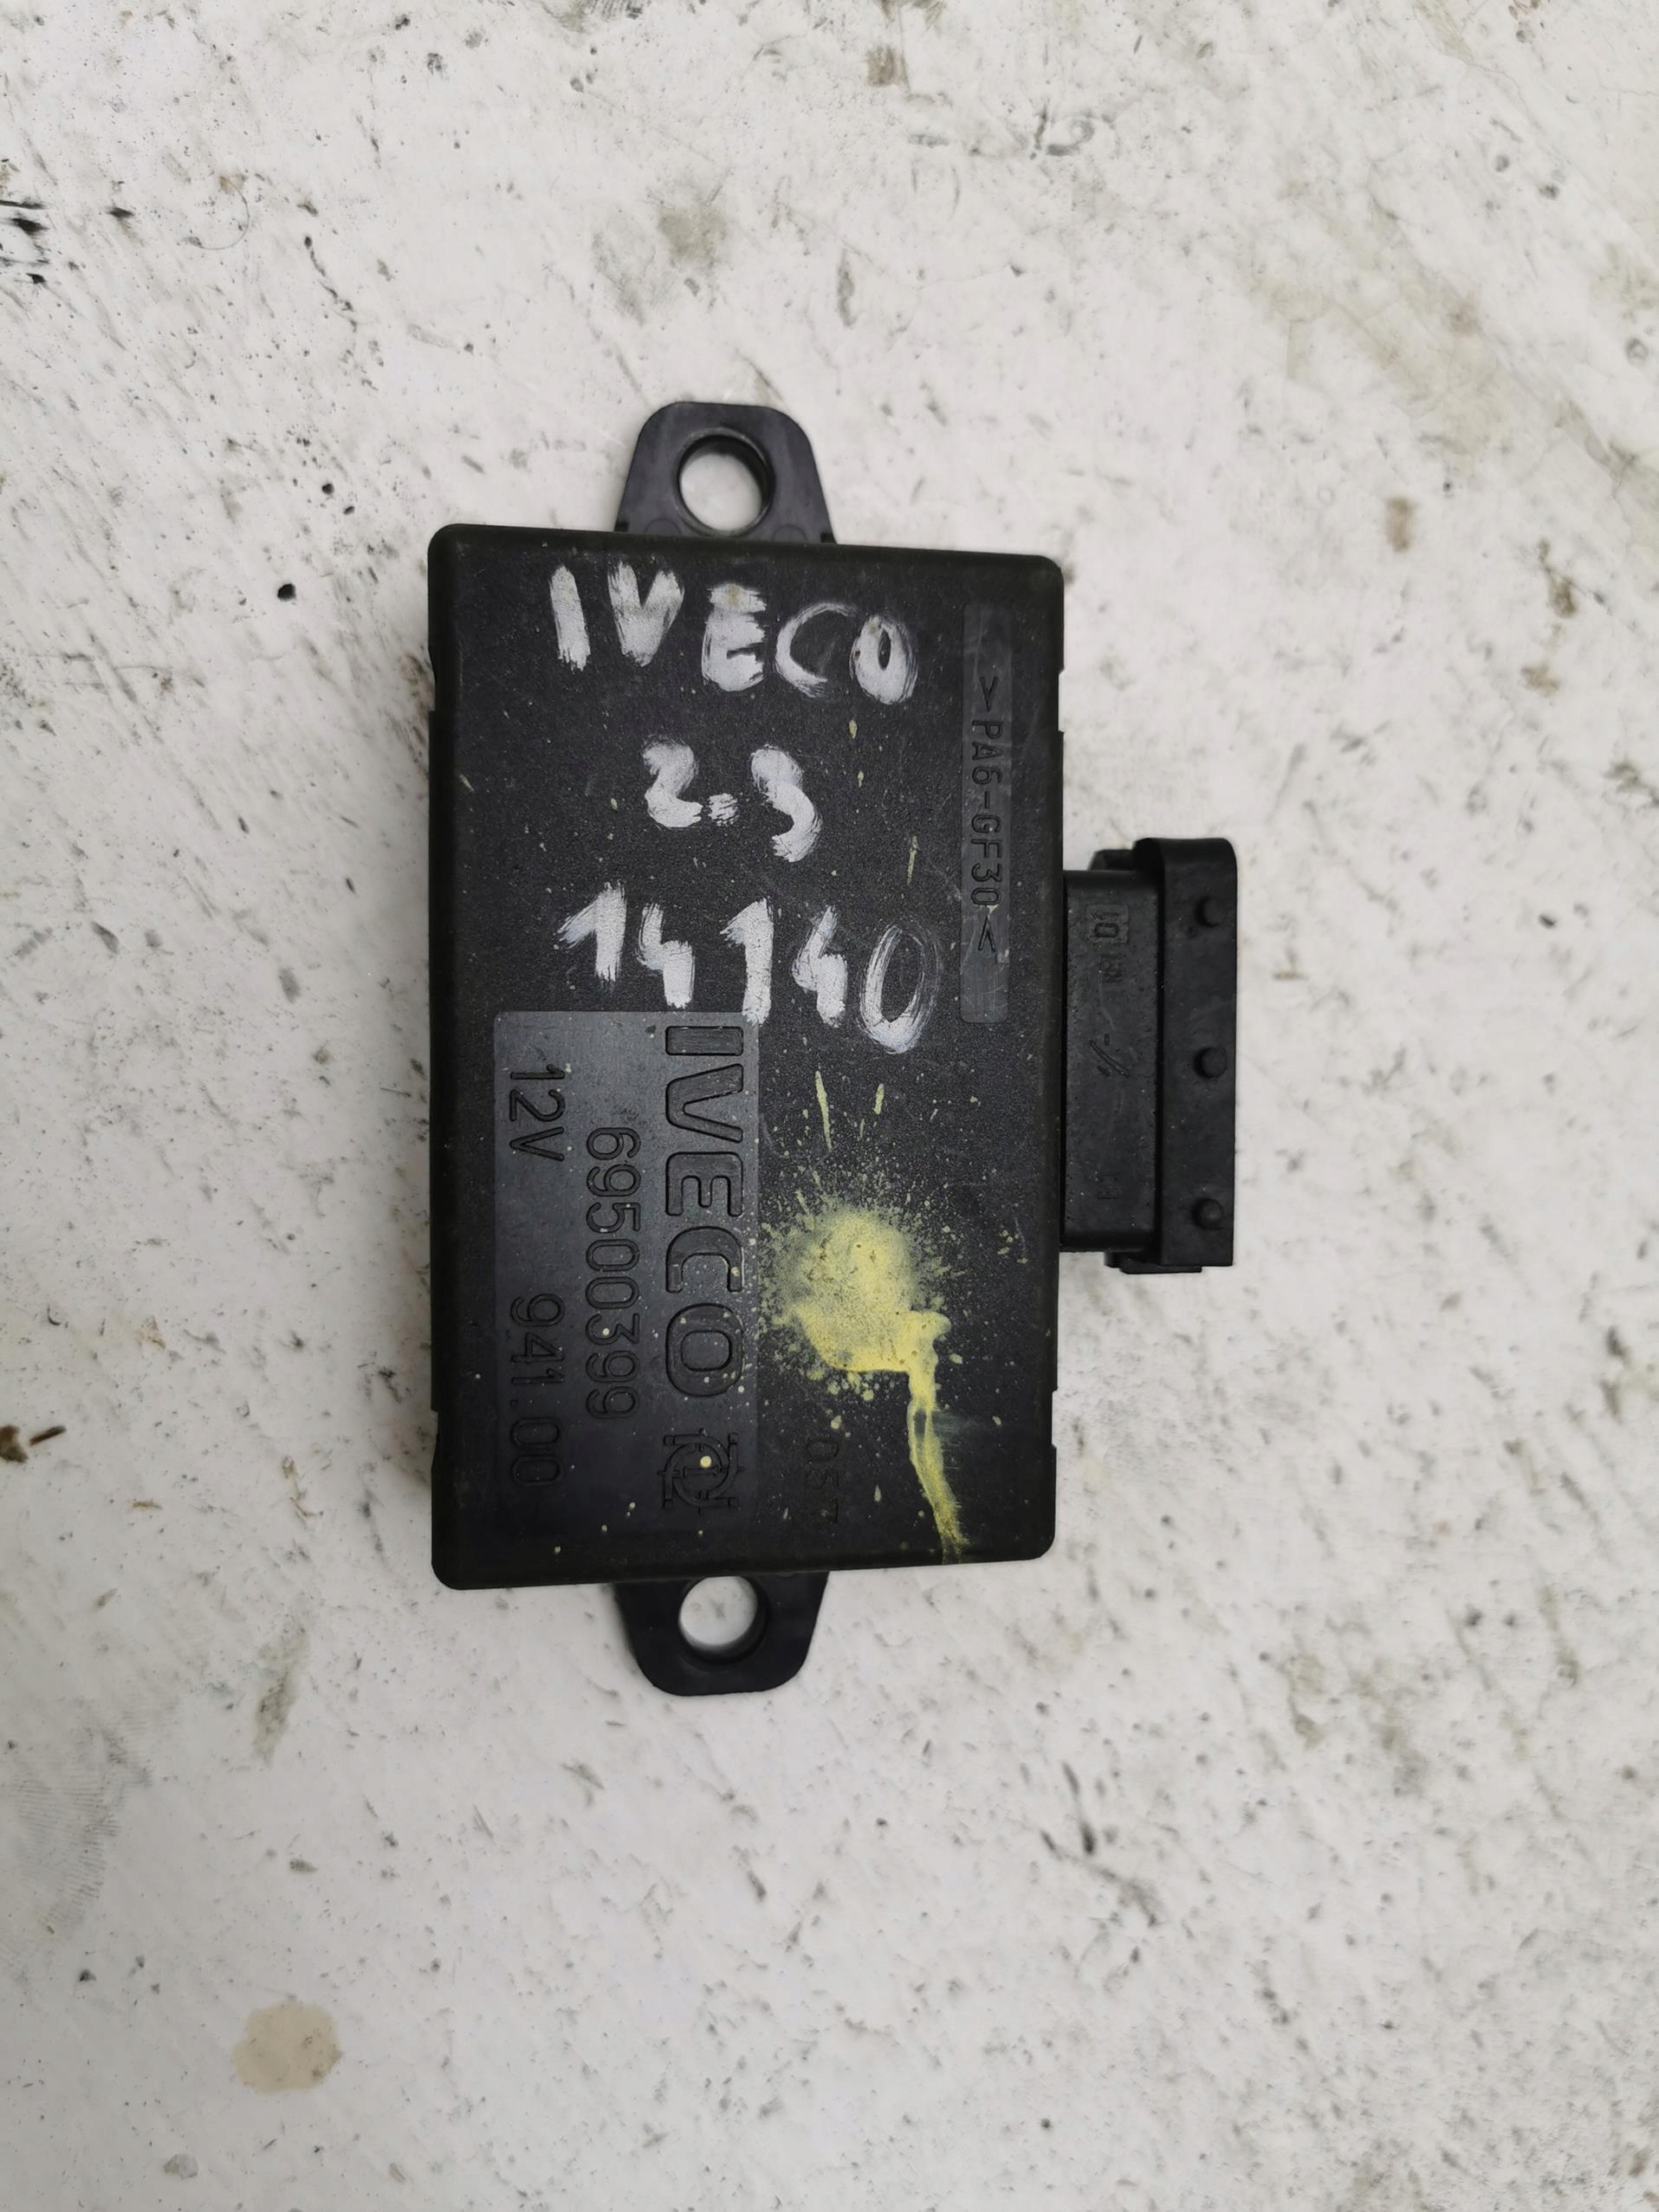 IVECO
2.3
14140
>PA6-GF30<
IVECO
69500399
12V 941.00